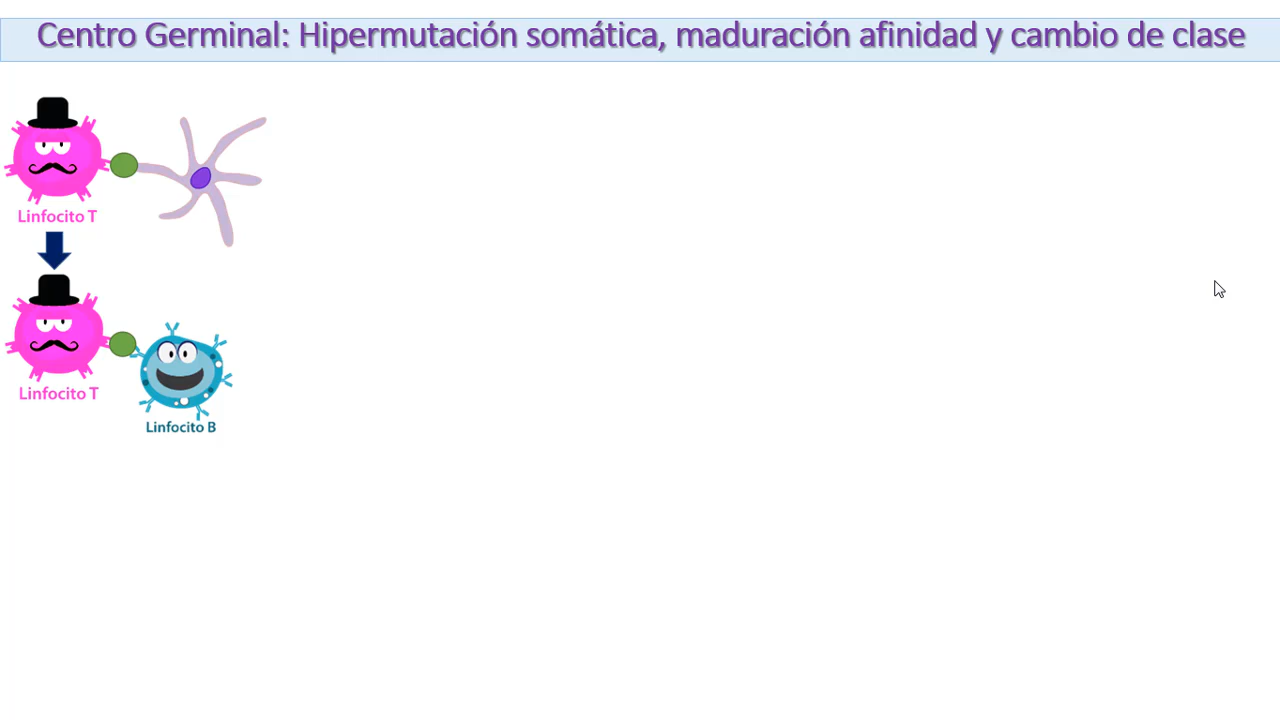 Centro Germinal: Hipermutación somática, maduración afinidad y cambio de clase
Linfocito T
Linfocito T
Linfocito B